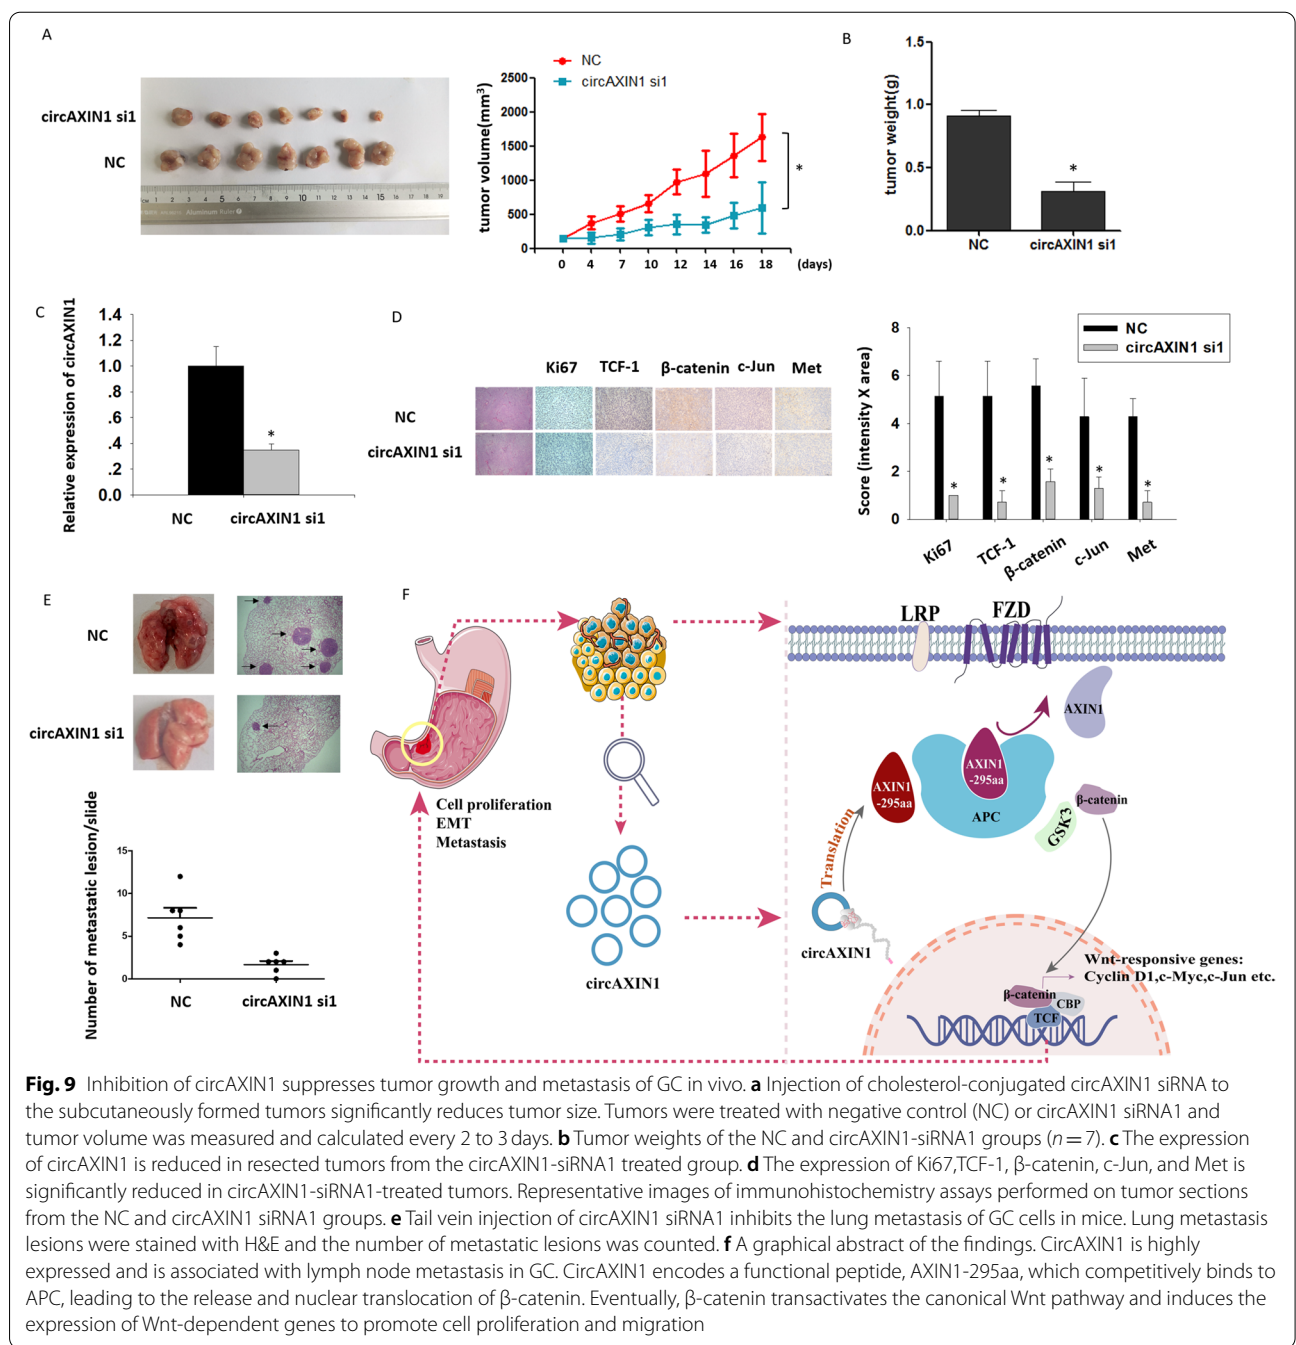 A
circAXIN1 si1
NC
NC
circAXIN1 si1
tumor volume(mm³)
2500
2000
1500
1000
500
0
0 4 7 10 12 14 16 18 (days)
B
tumor weight(g)
1.5
1.0
0.5
0.0
NC circAXIN1 si1
*
*
C
Relative expression of circAXIN1
1.4
1.2
1.0
.8
.6
.4
.2
0.0
*
NC circAXIN1 si1
D
Ki67 TCF-1 β-catenin c-Jun Met
NC
circAXIN1 si1
NC
circAXIN1 si1
Score (intensity X area)
8
6
4
2
0
* * * * *
Ki67 TCF-1 β-catenin c-Jun Met
E
NC
circAXIN1 si1
Number of metastatic lesion/slide
15
10
5
0
NC circAXIN1 si1
F
Cell proliferation
EMT
Metastasis
circAXIN1
LRP FZD
AXIN1
AXIN1
-295aa
AXIN1
-295aa
APC
GSK3
β-catenin
Translation
circAXIN1
Wnt-responsive genes:
Cyclin D1,c-Myc,c-Jun etc.
β-catenin
CBP
TCF
Fig. 9 Inhibition of circAXIN1 suppresses tumor growth and metastasis of GC in vivo. a Injection of cholesterol-conjugated circAXIN1 siRNA to
the subcutaneously formed tumors significantly reduces tumor size. Tumors were treated with negative control (NC) or circAXIN1 siRNA1 and
tumor volume was measured and calculated every 2 to 3 days. b Tumor weights of the NC and circAXIN1-siRNA1 groups (n = 7). c The expression
of circAXIN1 is reduced in resected tumors from the circAXIN1-siRNA1 treated group. d The expression of Ki67,TCF-1, β-catenin, c-Jun, and Met is
significantly reduced in circAXIN1-siRNA1-treated tumors. Representative images of immunohistochemistry assays performed on tumor sections
from the NC and circAXIN1 siRNA1 groups. e Tail vein injection of circAXIN1 siRNA1 inhibits the lung metastasis of GC cells in mice. Lung metastasis
lesions were stained with H&E and the number of metastatic lesions was counted. f A graphical abstract of the findings. CircAXIN1 is highly
expressed and is associated with lymph node metastasis in GC. CircAXIN1 encodes a functional peptide, AXIN1-295aa, which competitively binds to
APC, leading to the release and nuclear translocation of β-catenin. Eventually, β-catenin transactivates the canonical Wnt pathway and induces the
expression of Wnt-dependent genes to promote cell proliferation and migration